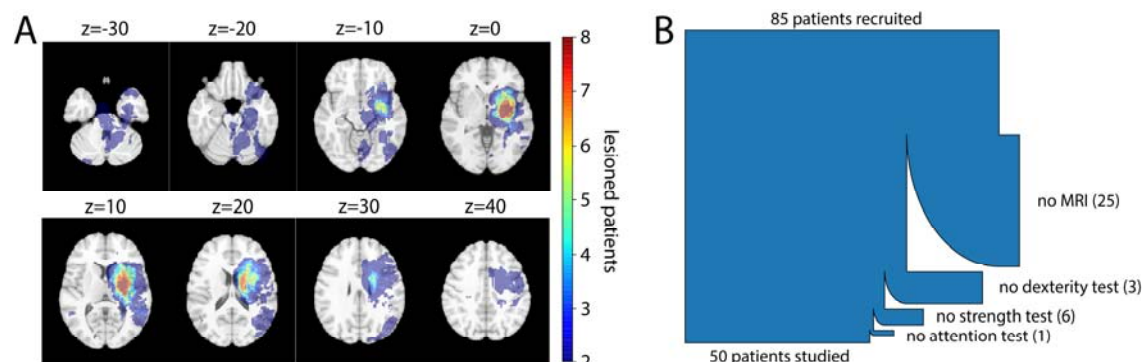 A
z=-30
z=-20
z=-10
z=0
z=10
z=20
z=30
z=40
8
7
6
5
4
3
2
lesioned patients
B
85 patients recruited
no MRI (25)
no dexterity test (3)
no strength test (6)
no attention test (1)
50 patients studied